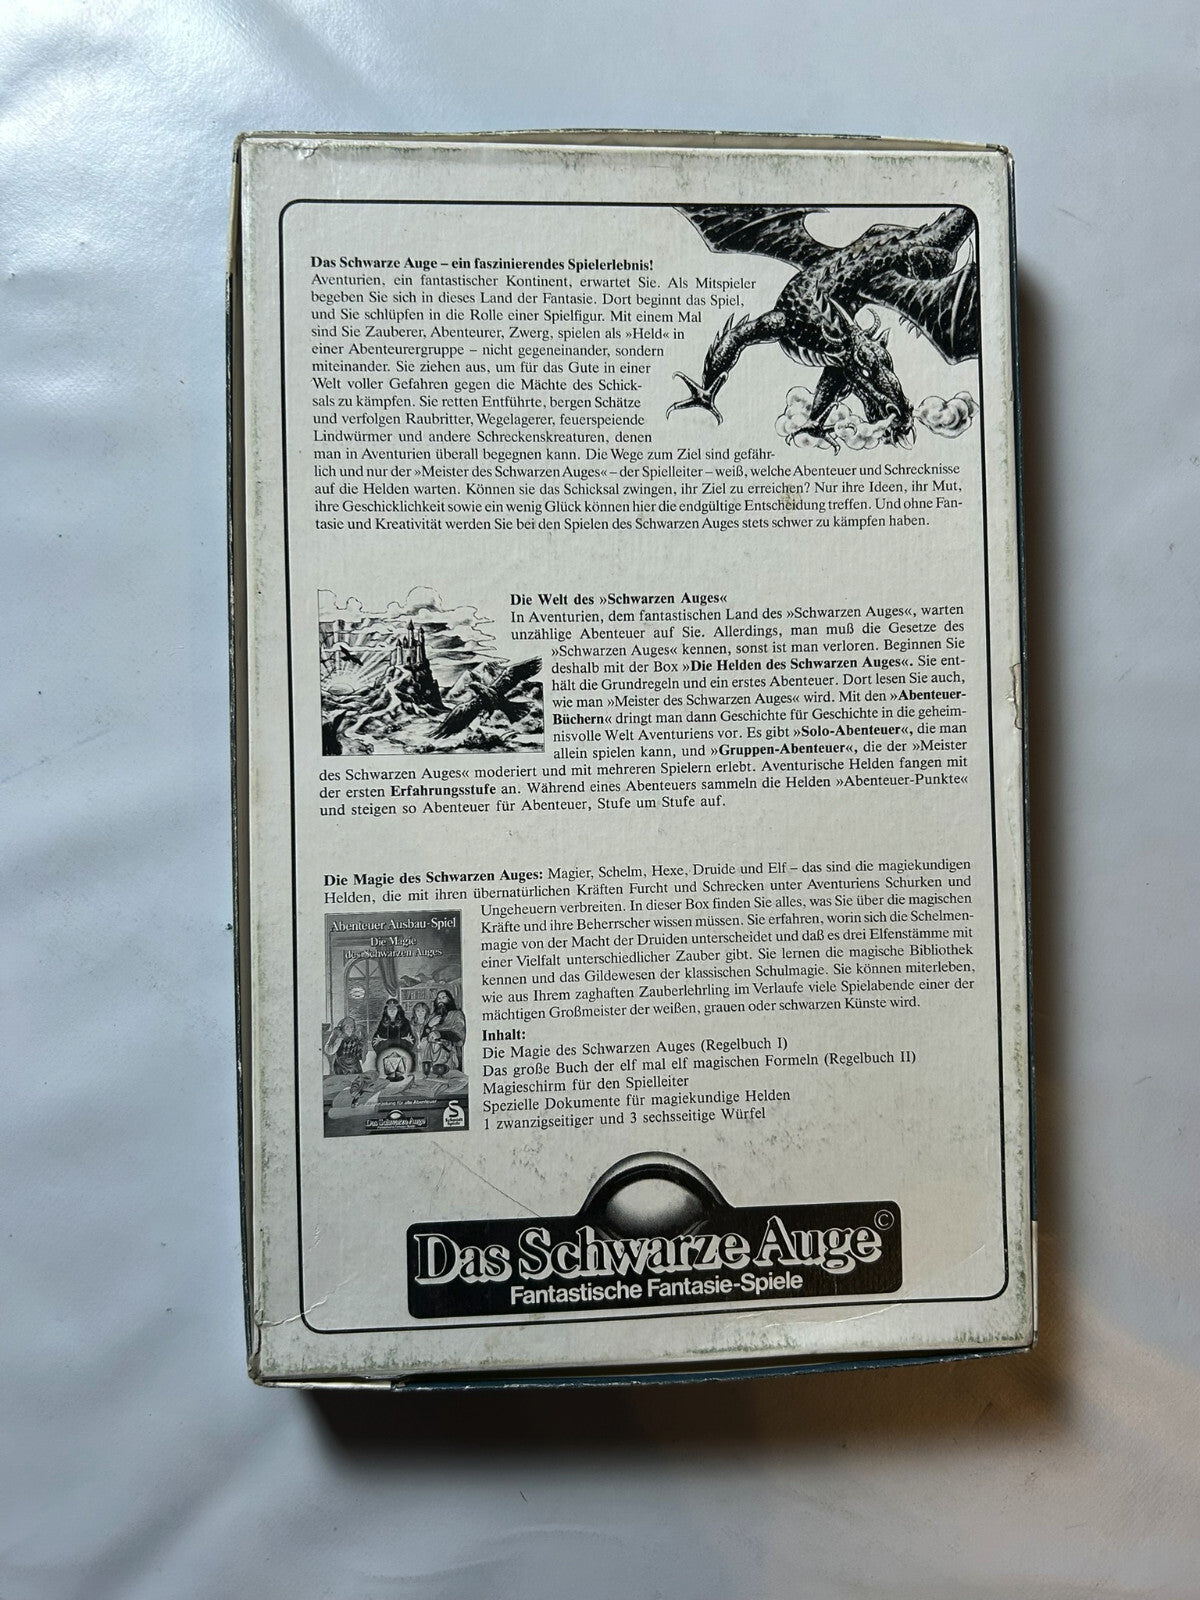 Das Schwarze Auge – ein faszinierendes Spielerlebnis!
Aventurien, ein fantastischer Kontinent, erwartet Sie. Als Mitspieler
begeben Sie sich in dieses Land der Fantasie. Dort beginnt das Spiel,
und Sie schlüpfen in die Rolle einer Spielfigur. Mit einem Mal
sind Sie Zauberer, Abenteurer, Zwerg, spielen als »Held« in
einer Abenteurergruppe – nicht gegeneinander, sondern
miteinander. Sie ziehen aus, um für das Gute in einer
Welt voller Gefahren gegen die Mächte des Schick-
sals zu kämpfen. Sie retten Entführte, bergen Schätze
und verfolgen Raubritter, Wegelagerer, feuerspeiende
Lindwürmer und andere Schreckenskreaturen, denen
man in Aventurien überall begegnen kann. Die Wege zum Ziel sind gefähr-
lich und nur der »Meister des Schwarzen Auges« – der Spielleiter – weiß, welche Abenteuer und Schrecknisse
auf die Helden warten. Können sie das Schicksal zwingen, ihr Ziel zu erreichen? Nur ihre Ideen, ihr Mut,
ihre Geschicklichkeit sowie ein wenig Glück können hier die endgültige Entscheidung treffen. Und ohne Fan-
tasie und Kreativität werden Sie bei den Spielen des Schwarzen Auges stets schwer zu kämpfen haben.
Die Welt des »Schwarzen Auges«
In Aventurien, dem fantastischen Land des »Schwarzen Auges«, warten
unzählige Abenteuer auf Sie. Allerdings, man muß die Gesetze des
»Schwarzen Auges« kennen, sonst ist man verloren. Beginnen Sie
deshalb mit der Box »Die Helden des Schwarzen Auges«. Sie ent-
hält die Grundregeln und ein erstes Abenteuer. Dort lesen Sie auch,
wie man »Meister des Schwarzen Auges« wird. Mit den »Abenteuer-
Büchern« dringt man dann Geschichte für Geschichte in die geheim-
nisvolle Welt Aventuriens vor. Es gibt »Solo-Abenteuer«, die man
allein spielen kann, und »Gruppen-Abenteuer«, die der »Meister
des Schwarzen Auges« moderiert und mit mehreren Spielern erlebt. Aventurische Helden fangen mit
der ersten Erfahrungsstufe an. Während eines Abenteuers sammeln die Helden »Abenteuer-Punkte«
und steigen so Abenteuer für Abenteuer, Stufe um Stufe auf.
Die Magie des Schwarzen Auges: Magier, Schelm, Hexe, Druide und Elf – das sind die magiekundigen
Helden, die mit ihren übernatürlichen Kräften Furcht und Schrecken unter Aventuriens Schurken und
Ungeheuern verbreiten. In dieser Box finden Sie alles, was Sie über die magischen
Kräfte und ihre Beherrscher wissen müssen. Sie erfahren, worin sich die Schelmen-
magie von der Macht der Druiden unterscheidet und daß es drei Elfenstämme mit
einer Vielfalt unterschiedlicher Zauber gibt. Sie lernen die magische Bibliothek
kennen und das Gildewesen der klassischen Schulmagie. Sie können miterleben,
wie aus Ihrem zaghaften Zauberlehrling im Verlaufe viele Spielabende einer der
mächtigen Großmeister der weißen, grauen oder schwarzen Künste wird.
Inhalt:
Die Magie des Schwarzen Auges (Regelbuch I)
Das große Buch der elf mal elf magischen Formeln (Regelbuch II)
Magieschirm für den Spielleiter
Spezielle Dokumente für magiekundige Helden
1 zwanzigseitiger und 3 sechsseitige Würfel
Abenteuer Ausbau-Spiel
Die Magie
des Schwarzen Auges
Das Schwarze Auge
Das Schwarze Auge ©
Fantastische Fantasie-Spiele